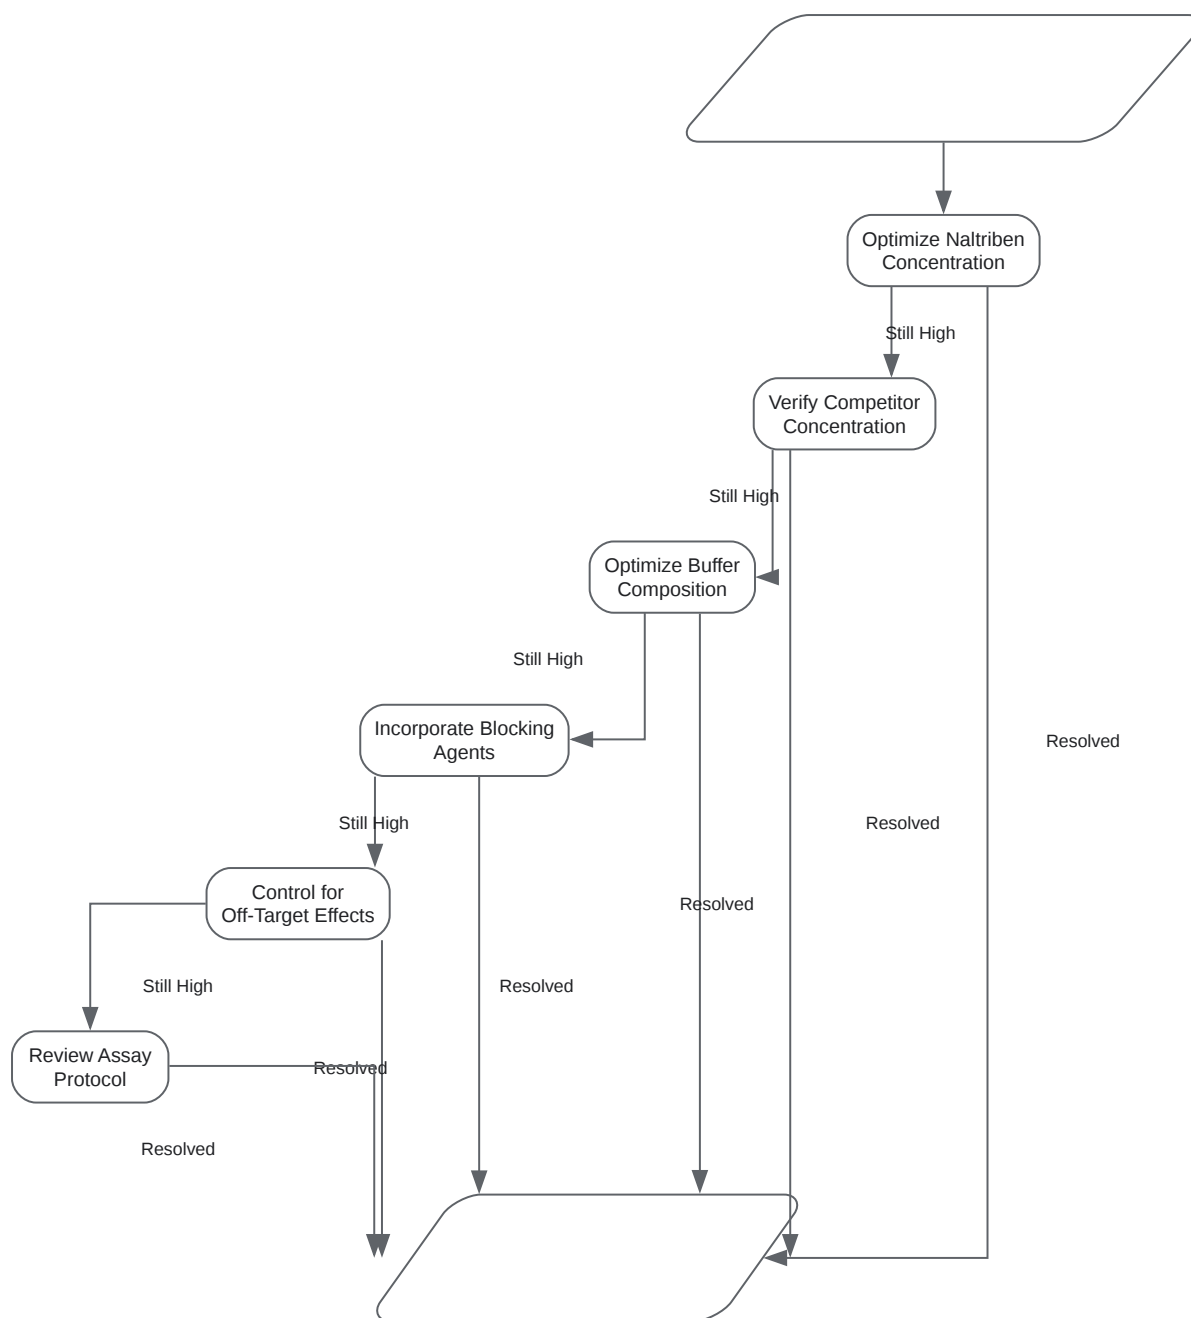 Optimize Naltriben
Concentration
Still High
Verify Competitor
Concentration
Still High
Optimize Buffer
Composition
Still High
Incorporate Blocking
Agents
Resolved
Still High
Resolved
Control for
Off-Target Effects
Resolved
Still High
Resolved
Review Assay
Protocol
Resolved
Resolved